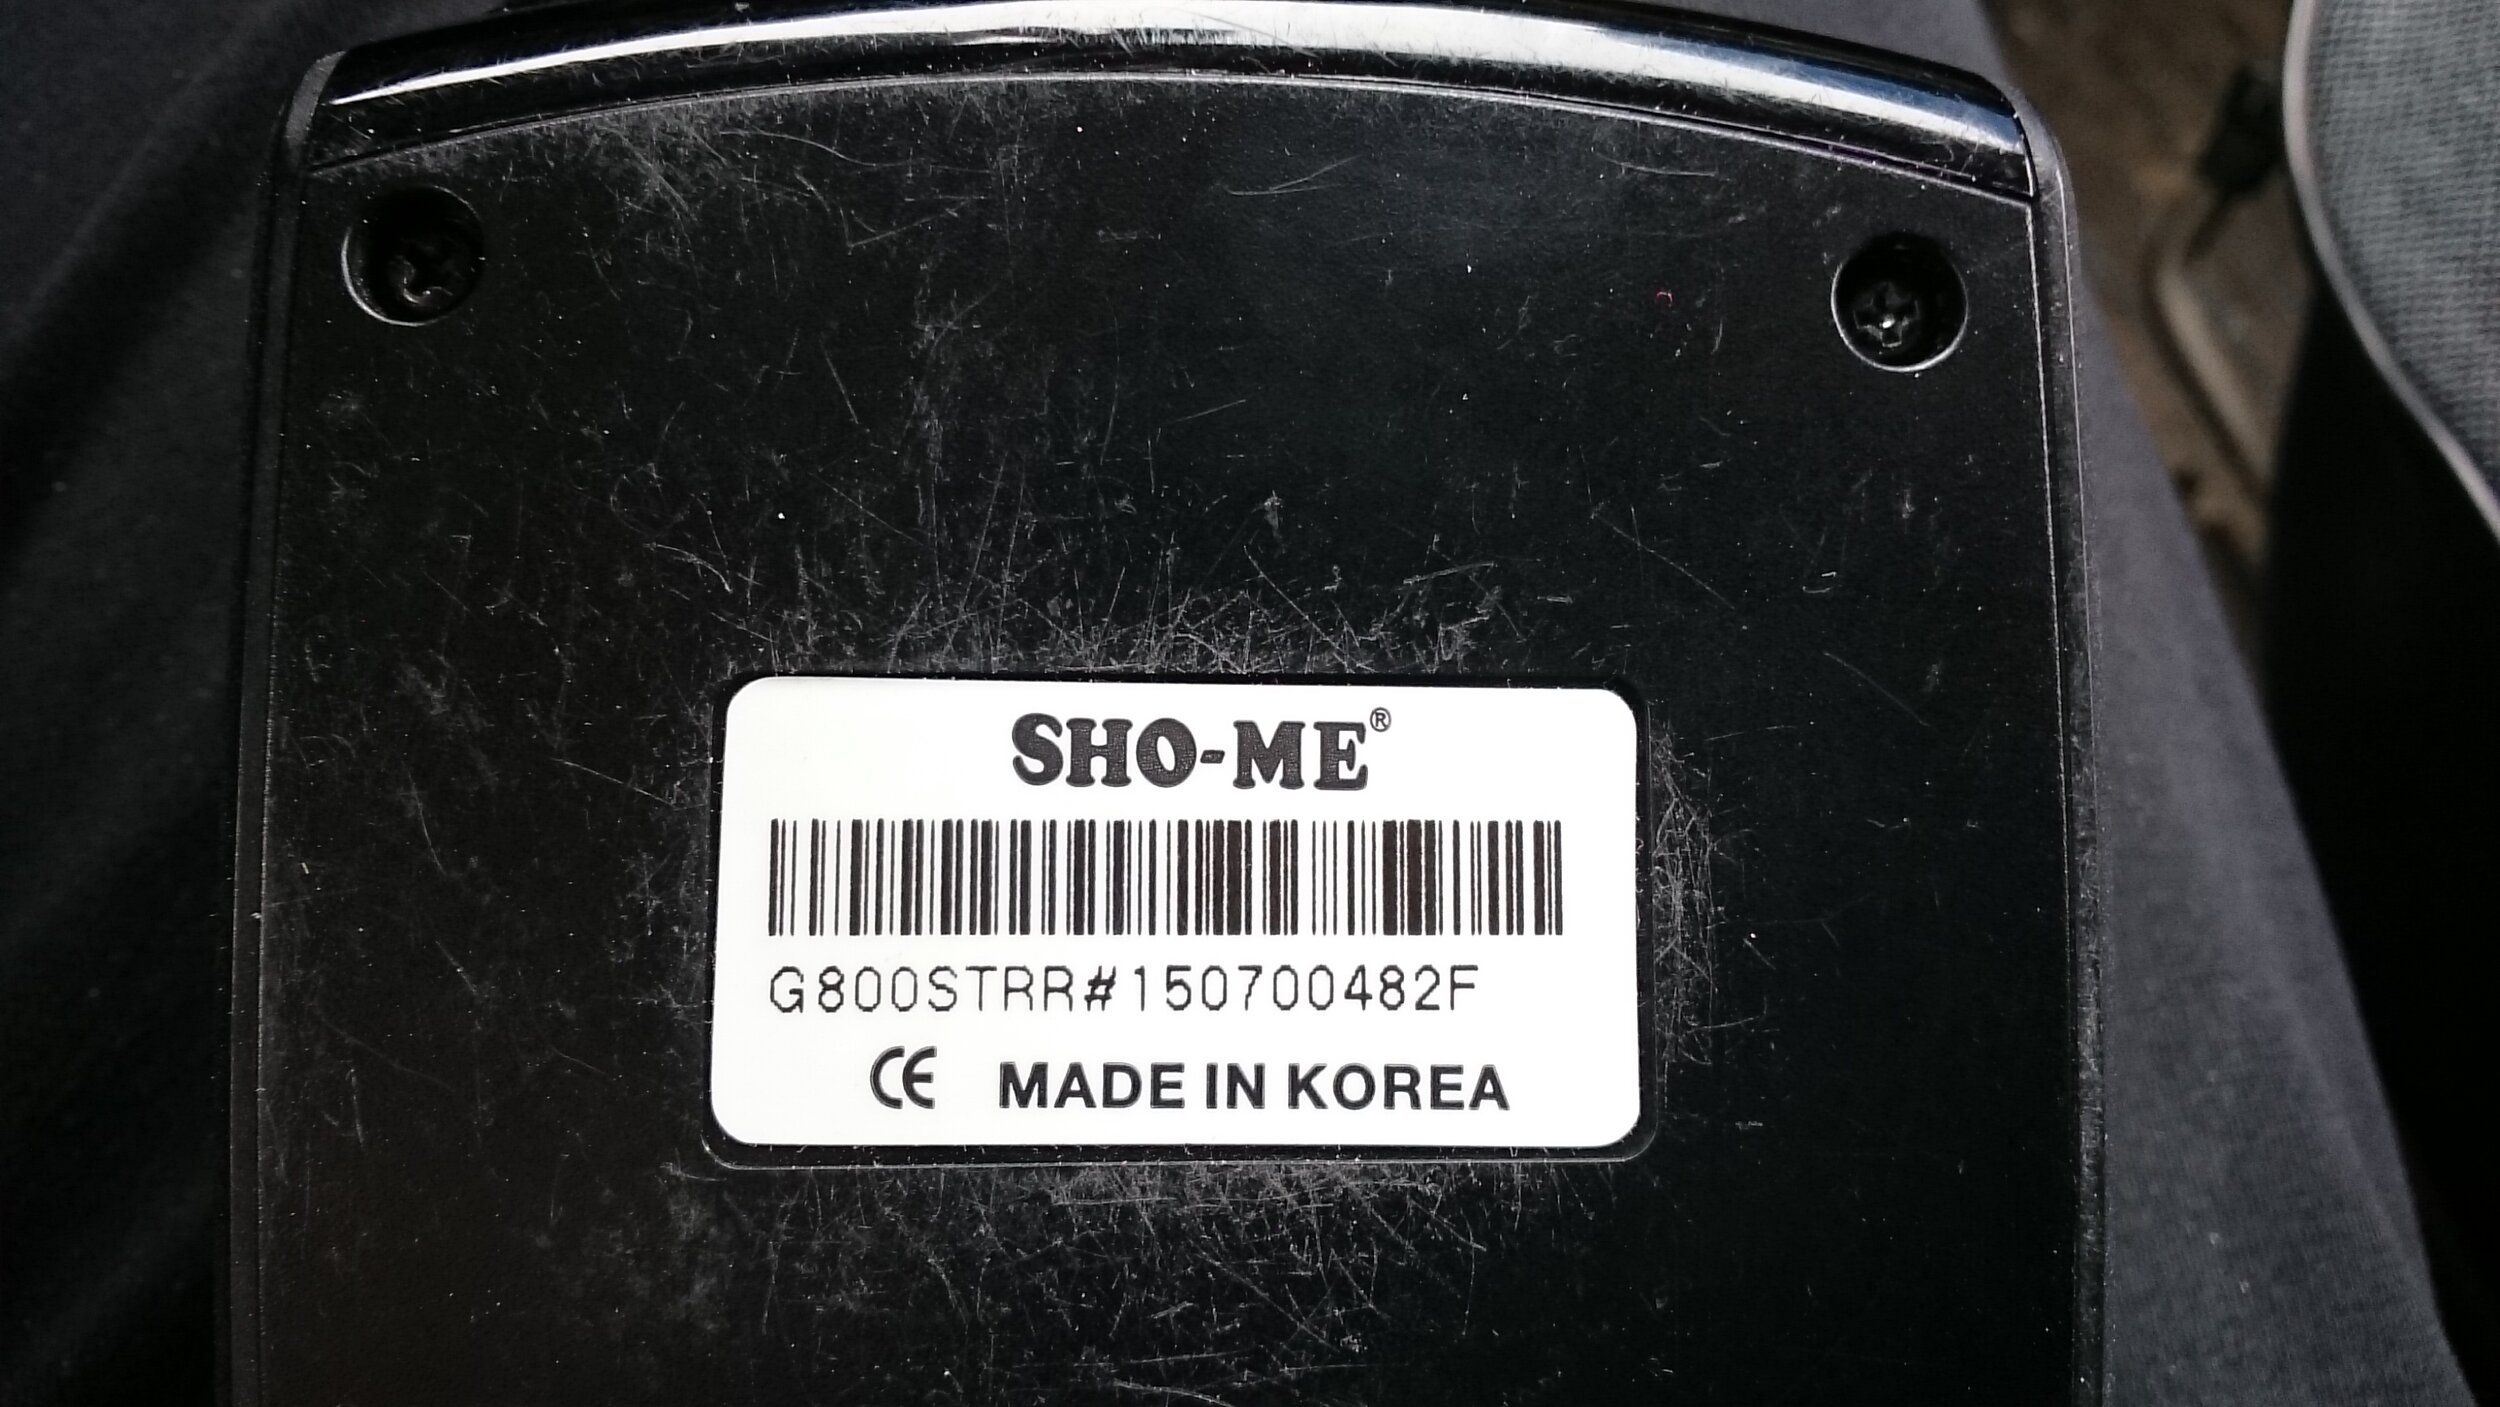 SHO-ME®
G800STRR#150700482F
CE MADE IN KOREA